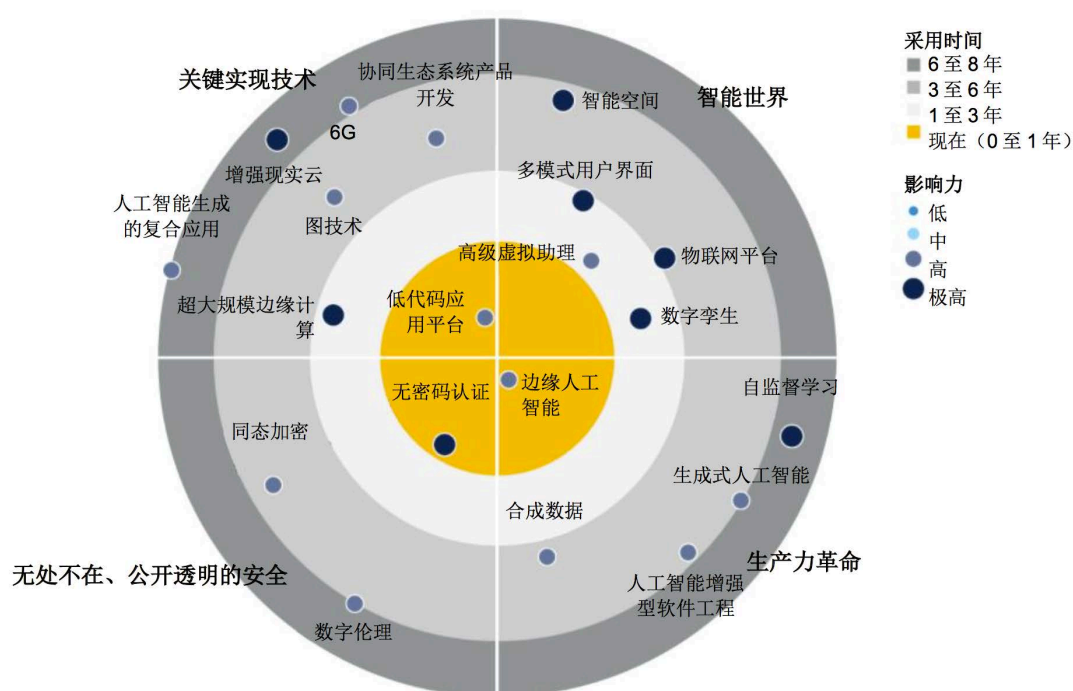 关键实现技术
协同生态系统产品
开发
6G
增强现实云
人工智能生成
的复合应用
图技术
超大规模边缘计
算
低代码应
用平台
智能世界
智能空间
多模式用户界面
高级虚拟助理
物联网平台
数字孪生
无密码认证
同态加密
无处不在、公开透明的安全
数字伦理
边缘人工
智能
自监督学习
生成式人工智能
合成数据
生产力革命
人工智能增强
型软件工程
采用时间
6 至 8 年
3 至 6 年
1 至 3 年
现在（0 至 1 年）
影响力
低
中
高
极高